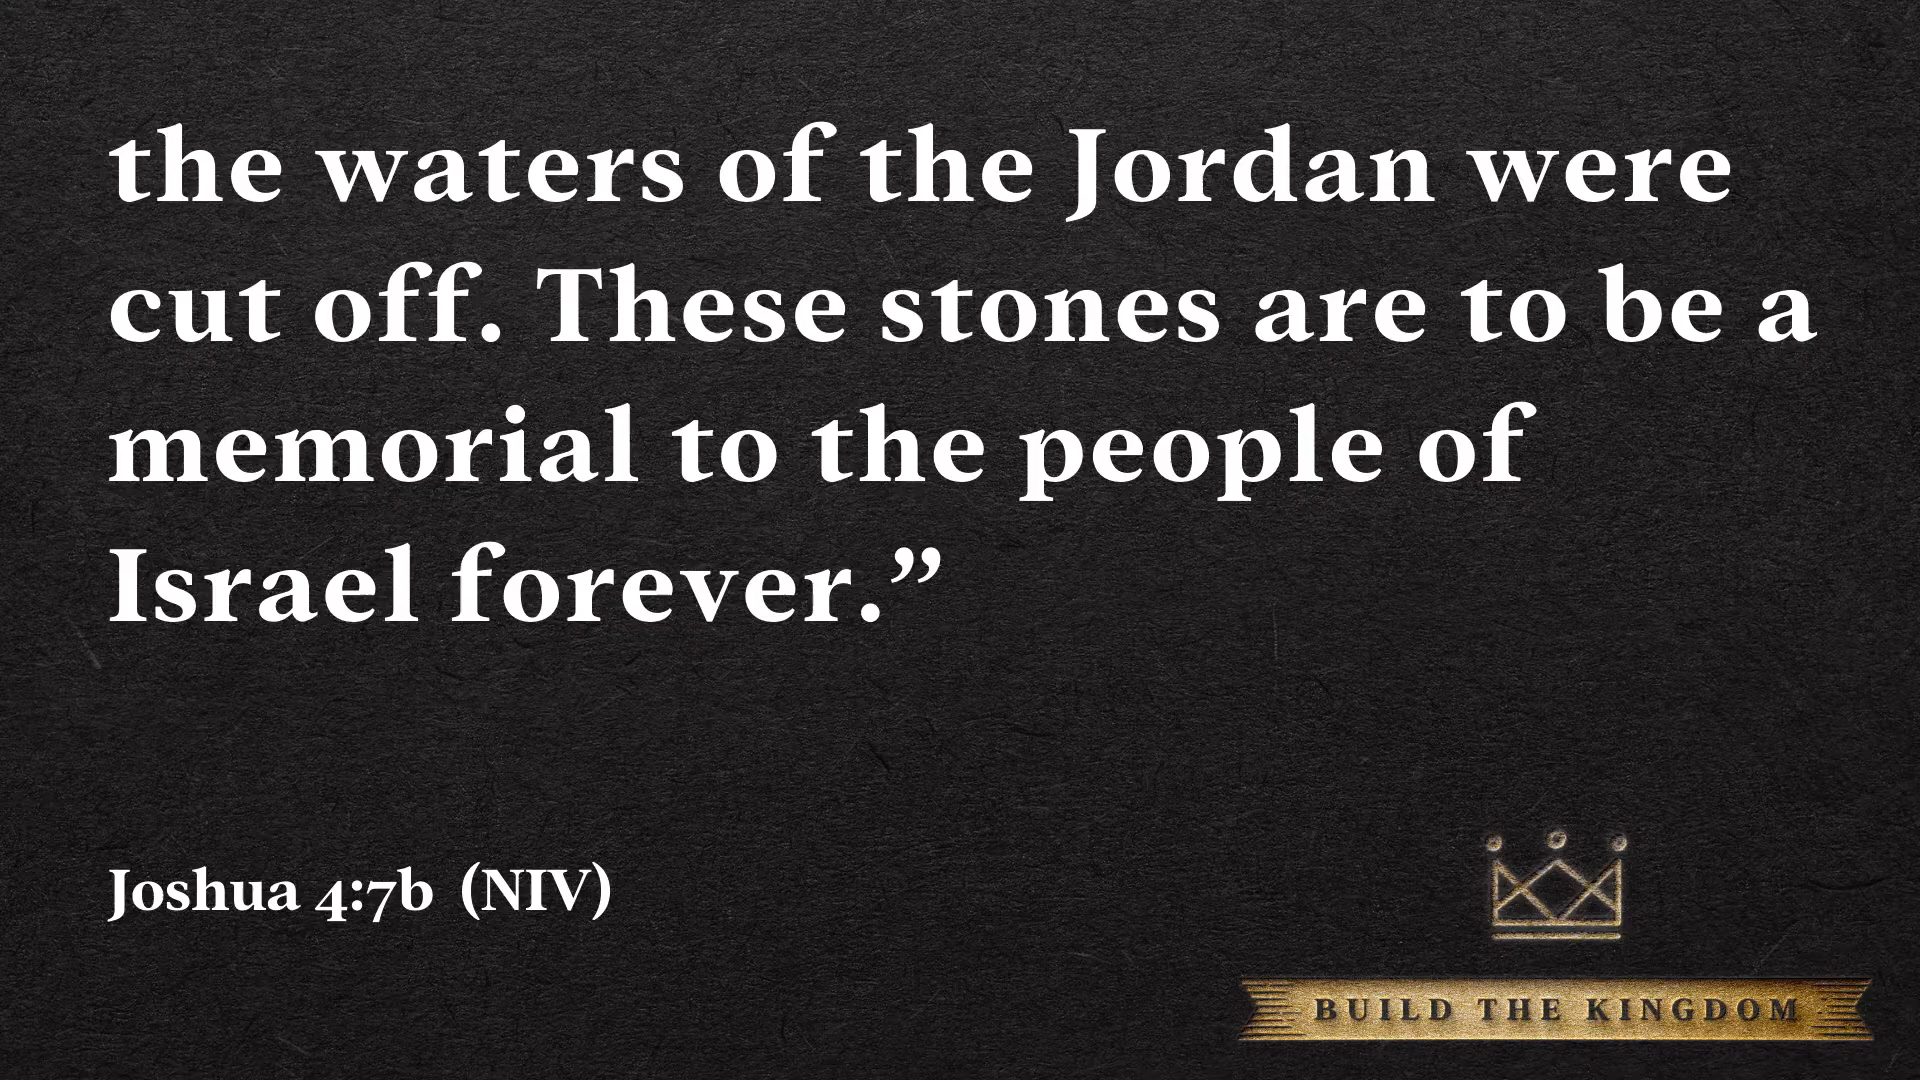 the waters of the Jordan were
cut off. These stones are to be a
memorial to the people of
Israel forever.”
Joshua 4:7b (NIV)
BUILD THE KINGDOM